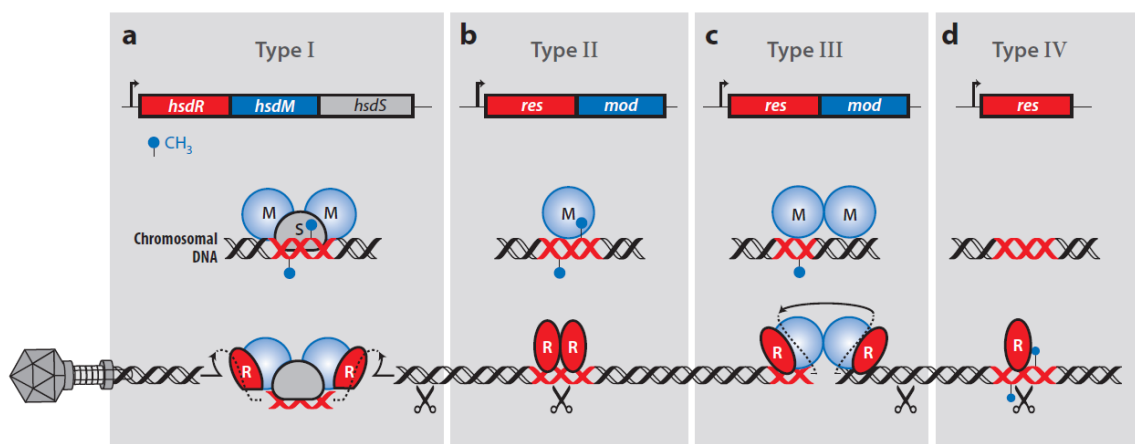 a Type I
hsdR hsdM hsdS
CH3
M S M
Chromosomal
DNA
R R
b Type II
res mod
M
R R
c Type III
res mod
M M
R R
d Type IV
res
R